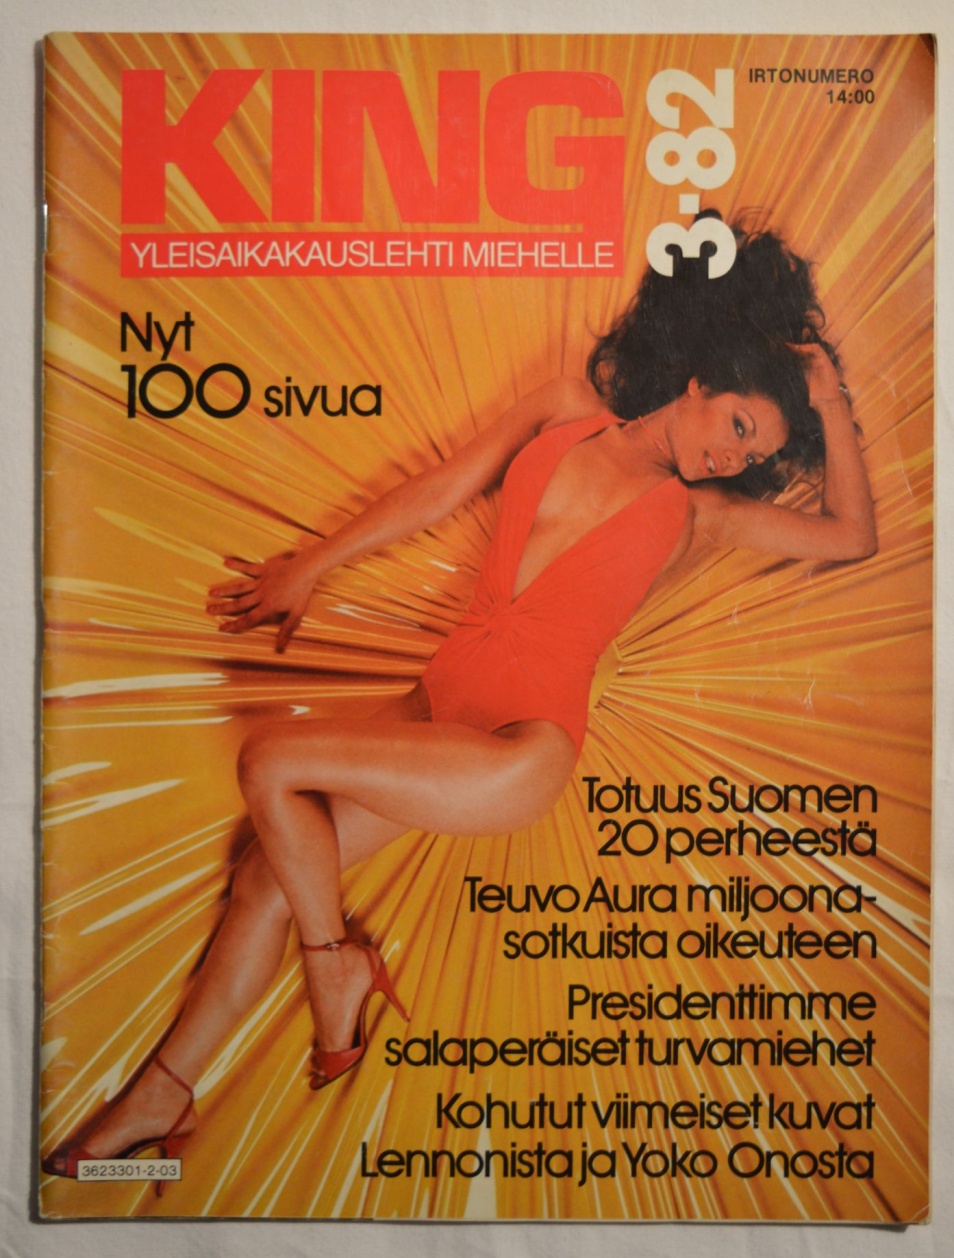 KING
YLEISAIKAKAUSLEHTI MIEHELLE
3-82
IRTONUMERO
14:00
Nyt
100 sivua
Totuus Suomen
20 perheestä
Teuvo Aura miljoona-
sotkuista oikeuteen
Presidenttimme
salaperäiset turvamiehet
Kohutut viimeiset kuvat
Lennonista ja Yoko Onosta
3623301-2-03